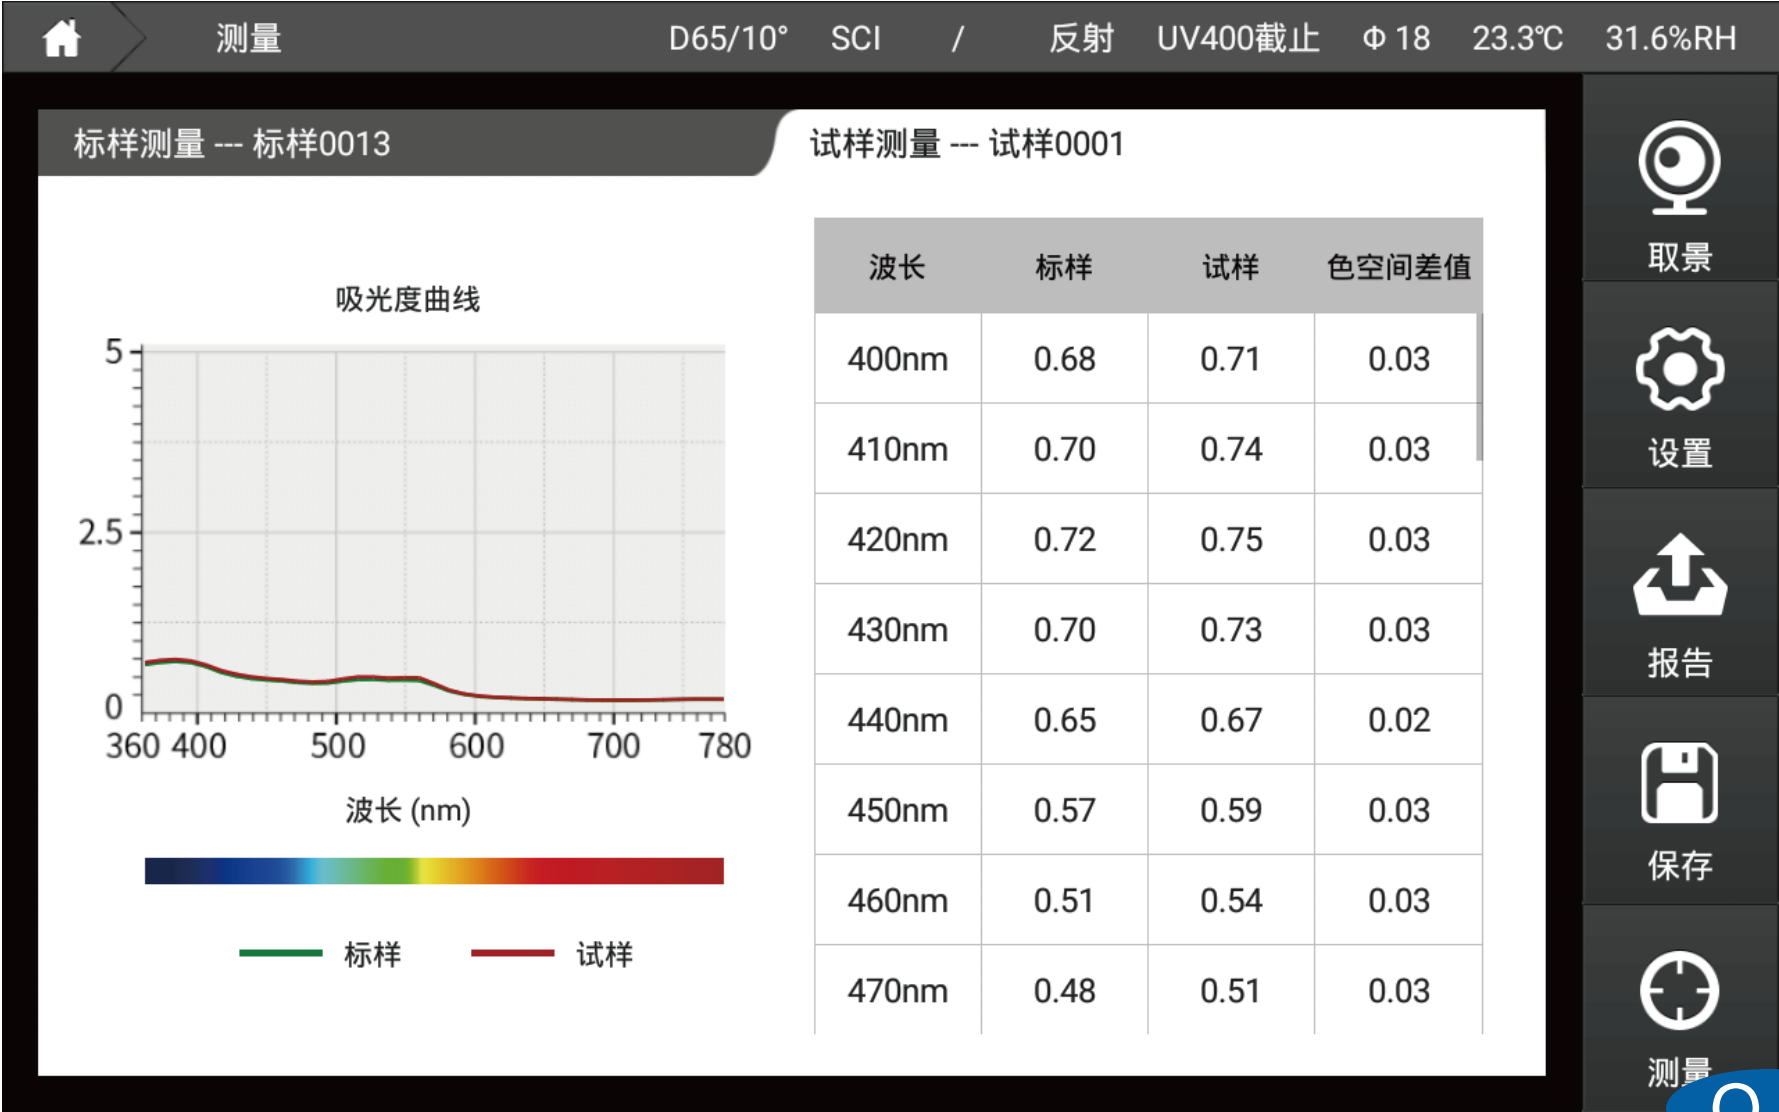 测量 D65/10° SCI / 反射 UV400截止 Φ 18 23.3℃ 31.6%RH
标样测量 --- 标样0013
试样测量 --- 试样0001
吸光度曲线
5
2.5
0
360 400 500 600 700 780
波长 (nm)
标样 试样
波长 标样 试样 色空间差值
400nm 0.68 0.71 0.03
410nm 0.70 0.74 0.03
420nm 0.72 0.75 0.03
430nm 0.70 0.73 0.03
440nm 0.65 0.67 0.02
450nm 0.57 0.59 0.03
460nm 0.51 0.54 0.03
470nm 0.48 0.51 0.03
取景
设置
报告
保存
测量